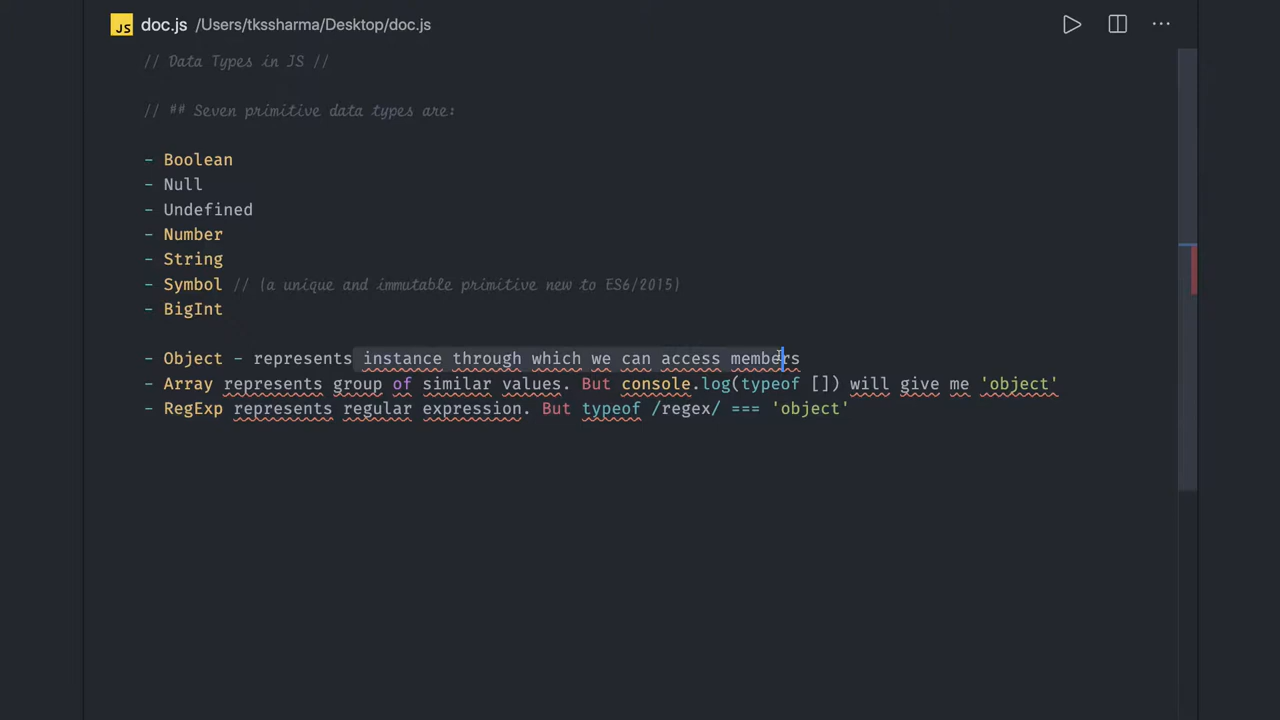 JS doc.js /Users/tkssharma/Desktop/doc.js ...
// Data Types in JS //
// ## Seven primitive data types are:
- Boolean
- Null
- Undefined
- Number
- String
- Symbol // (a unique and immutable primitive new to ES6/2015)
- BigInt
- Object - represents instance through which we can access members
- Array represents group of similar values. But console.log(typeof []) will give me 'object'
- RegExp represents regular expression. But typeof /regex/ === 'object'